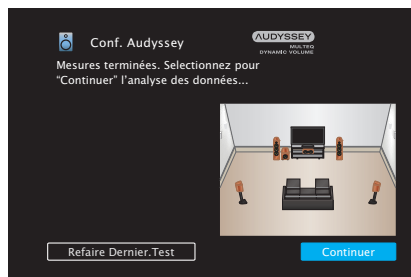 Conf. Audyssey
AUDYSSEY
MULTEQ
DYNAMIC VOLUME
Mesures terminées. Selectionnez pour
“Continuer” l'analyse des données...
Refaire Dernier.Test
Continuer